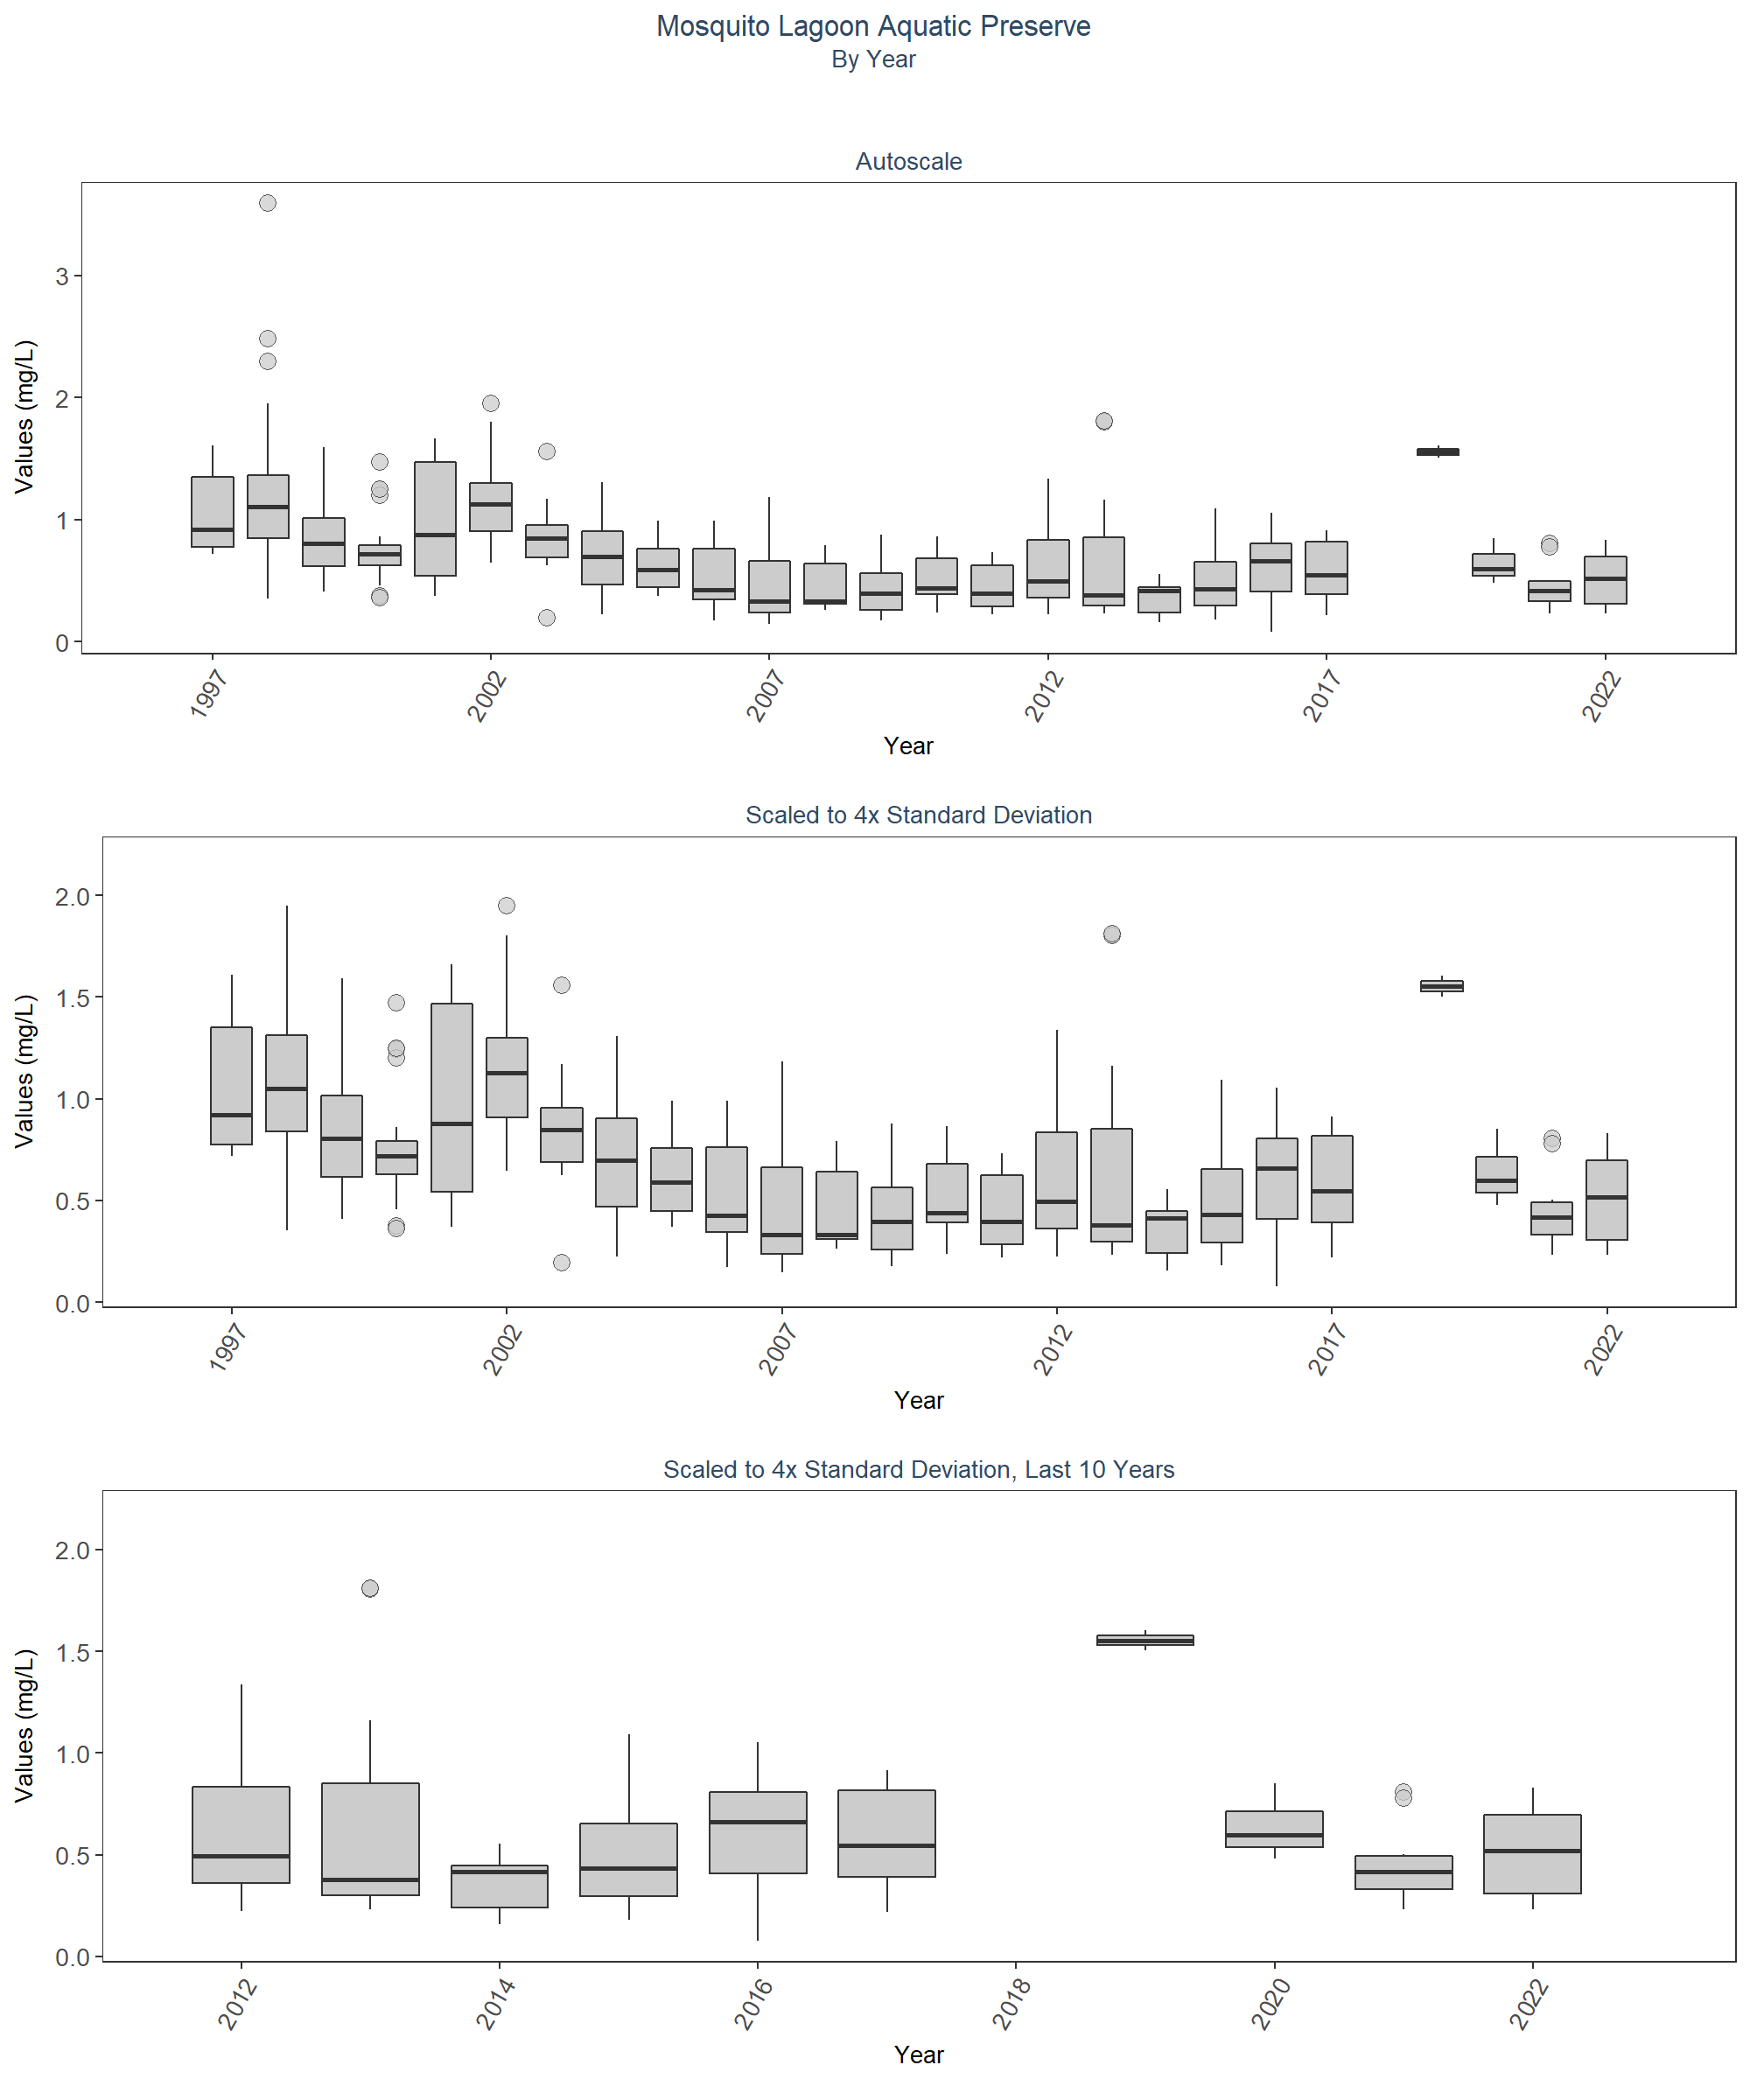 Mosquito Lagoon Aquatic Preserve
By Year
Autoscale
Values (mg/L)
3
2
1
0
1997
2002
2007
2012
2017
2022
Year
Scaled to 4x Standard Deviation
Values (mg/L)
2.0
1.5
1.0
0.5
0.0
1997
2002
2007
2012
2017
2022
Year
Scaled to 4x Standard Deviation, Last 10 Years
Values (mg/L)
2.0
1.5
1.0
0.5
0.0
2012
2014
2016
2018
2020
2022
Year